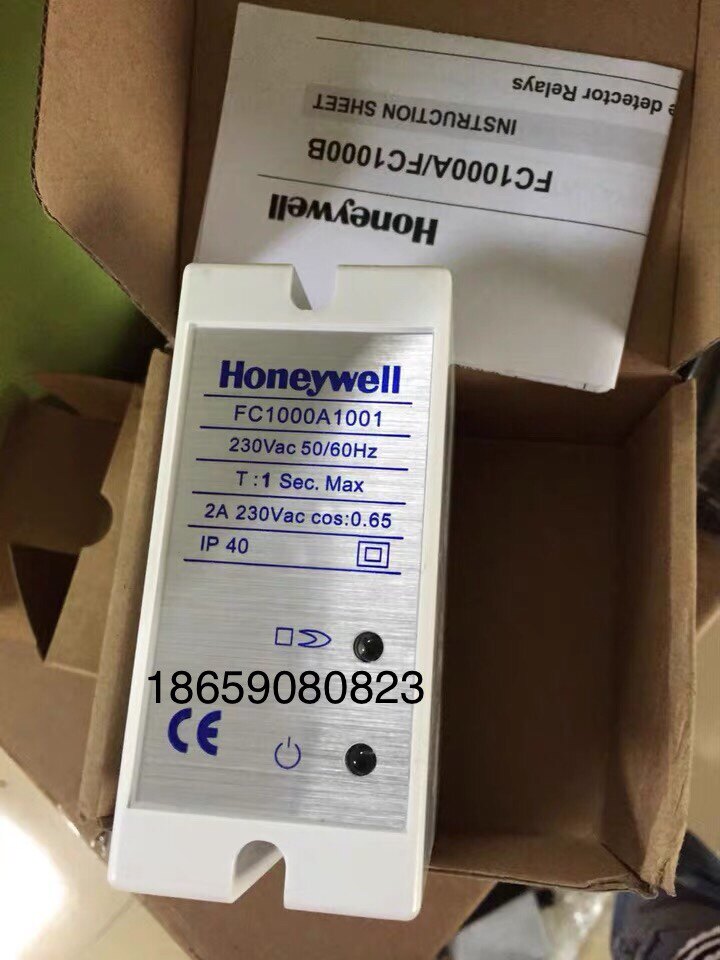 e detector Relays
INSTRUCTION SHEET
FC1000A/FC1000B
Honeywell
Honeywell
FC1000A1001
230Vac 50/60Hz
T :1 Sec. Max
2A 230Vac cos:0.65
IP 40
18659080823
CE